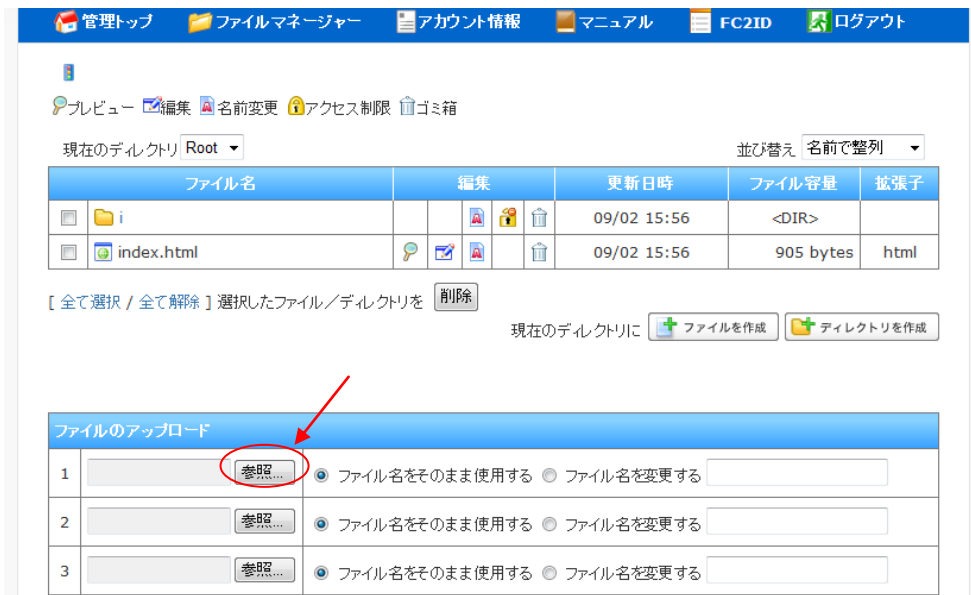 管理トップ ファイルマネージャー アカウント情報 マニュアル FC2ID ログアウト
プレビュー 編集 名前変更 アクセス制限 ゴミ箱
現在のディレクトリ Root 並び替え 名前で整列
ファイル名 編集 更新日時 ファイル容量 拡張子
i 09/02 15:56 <DIR>
index.html 09/02 15:56 905 bytes html
[ 全て選択 / 全て解除 ] 選択したファイル／ディレクトリを 削除
現在のディレクトリに ファイルを作成 ディレクトリを作成
ファイルのアップロード
1 参照... ファイル名をそのまま使用する ファイル名を変更する
2 参照... ファイル名をそのまま使用する ファイル名を変更する
3 参照... ファイル名をそのまま使用する ファイル名を変更する